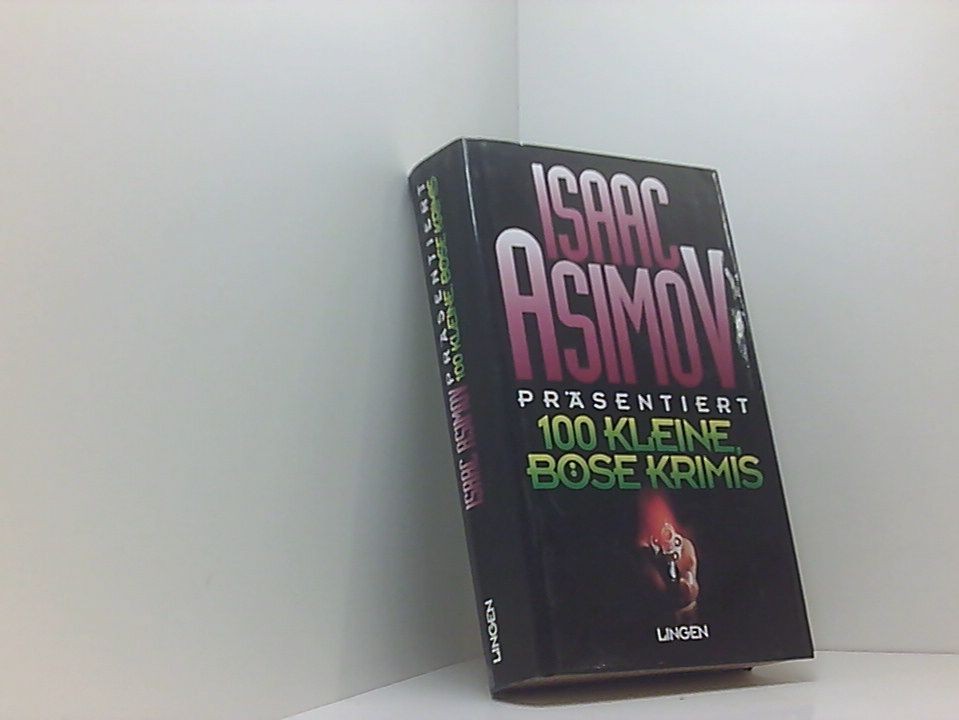 ISAAC
ASIMOV
PRÄSENTIERT
100 KLEINE,
BÖSE KRIMIS
LINGEN
ISAAC ASIMOV PRÄSENTIERT
100 KLEINE, BÖSE KRIMIS
LINGEN